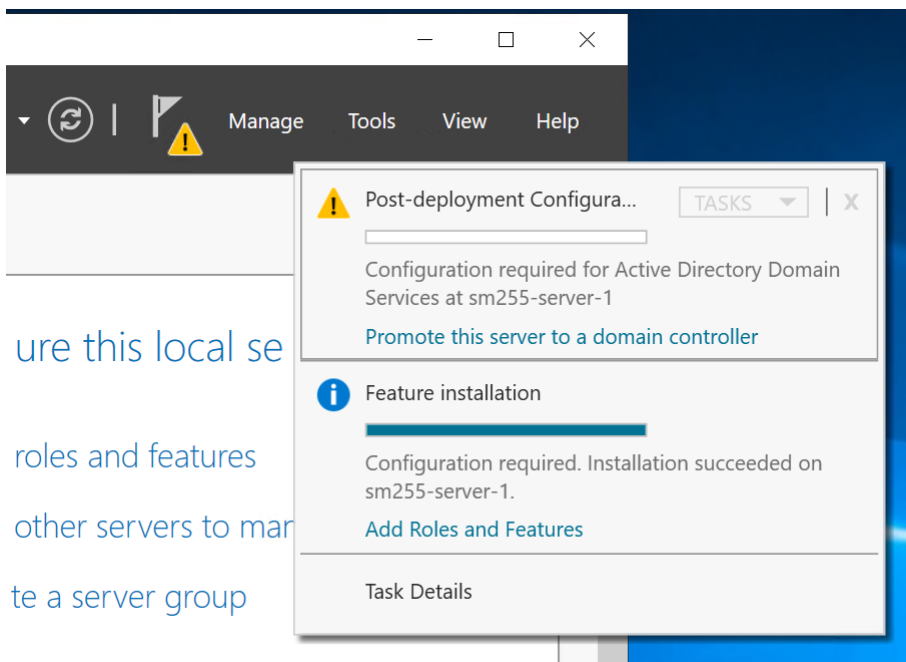 Manage Tools View Help
Post-deployment Configura... TASKS X
Configuration required for Active Directory Domain
Services at sm255-server-1
Promote this server to a domain controller
ure this local se
Feature installation
roles and features
Configuration required. Installation succeeded on
sm255-server-1.
other servers to mar
Add Roles and Features
te a server group
Task Details